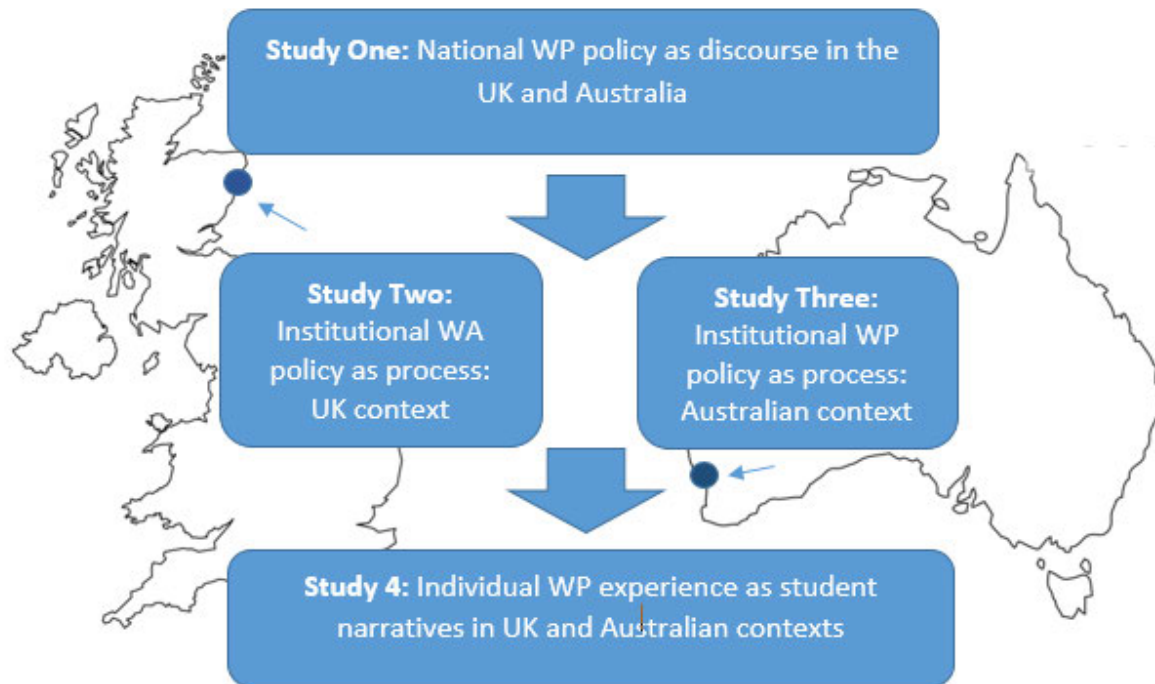 Study One: National WP policy as discourse in the
UK and Australia
Study Two:
Institutional WA
policy as process:
UK context
Study Three:
Institutional WP
policy as process:
Australian context
Study 4: Individual WP experience as student
narratives in UK and Australian contexts